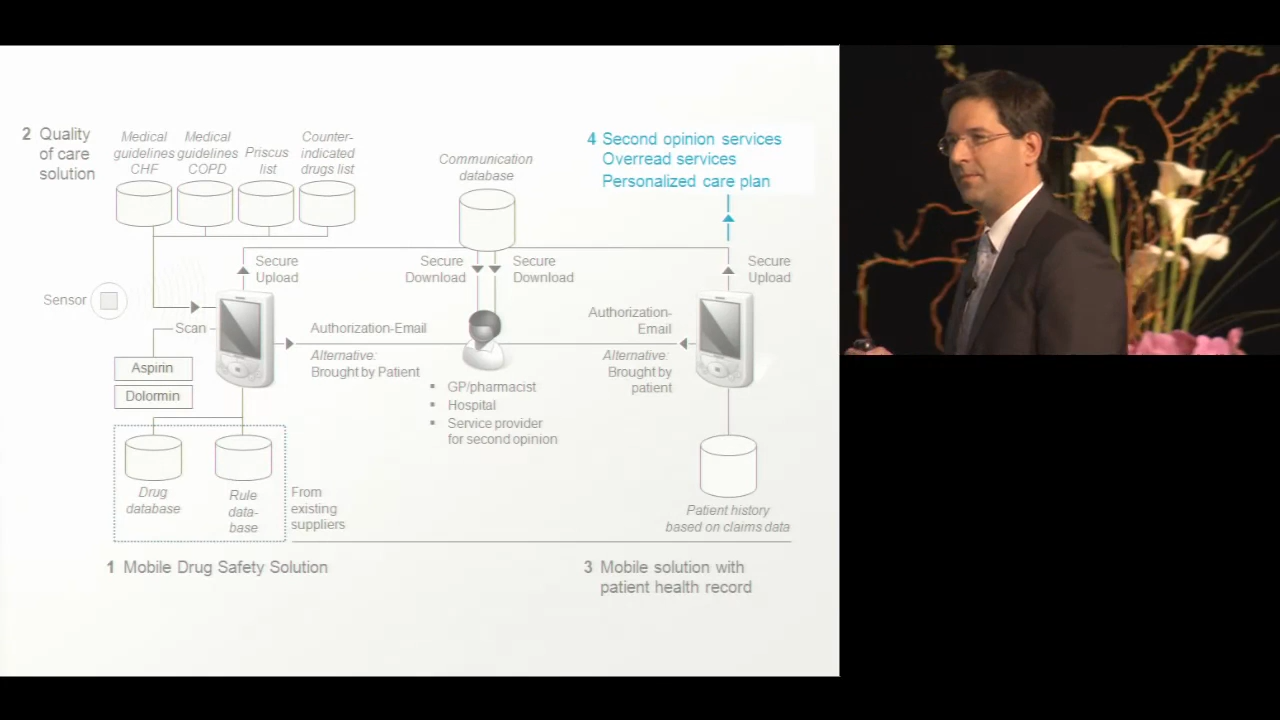 2 Quality
of care
solution
Medical
guidelines
CHF
Medical
guidelines
COPD
Priscus
list
Counter-
indicated
drugs list
Communication
database
4 Second opinion services
Overread services
Personalized care plan
Secure
Upload
Secure
Download
Secure
Download
Secure
Upload
Sensor
Scan
Aspirin
Dolormin
Authorization-Email
Alternative:
Brought by Patient
Authorization-
Email
Alternative:
Brought by
patient
▪ GP/pharmacist
▪ Hospital
▪ Service provider
for second opinion
Drug
database
Rule
data-
base
From
existing
suppliers
Patient history
based on claims data
1 Mobile Drug Safety Solution
3 Mobile solution with
patient health record